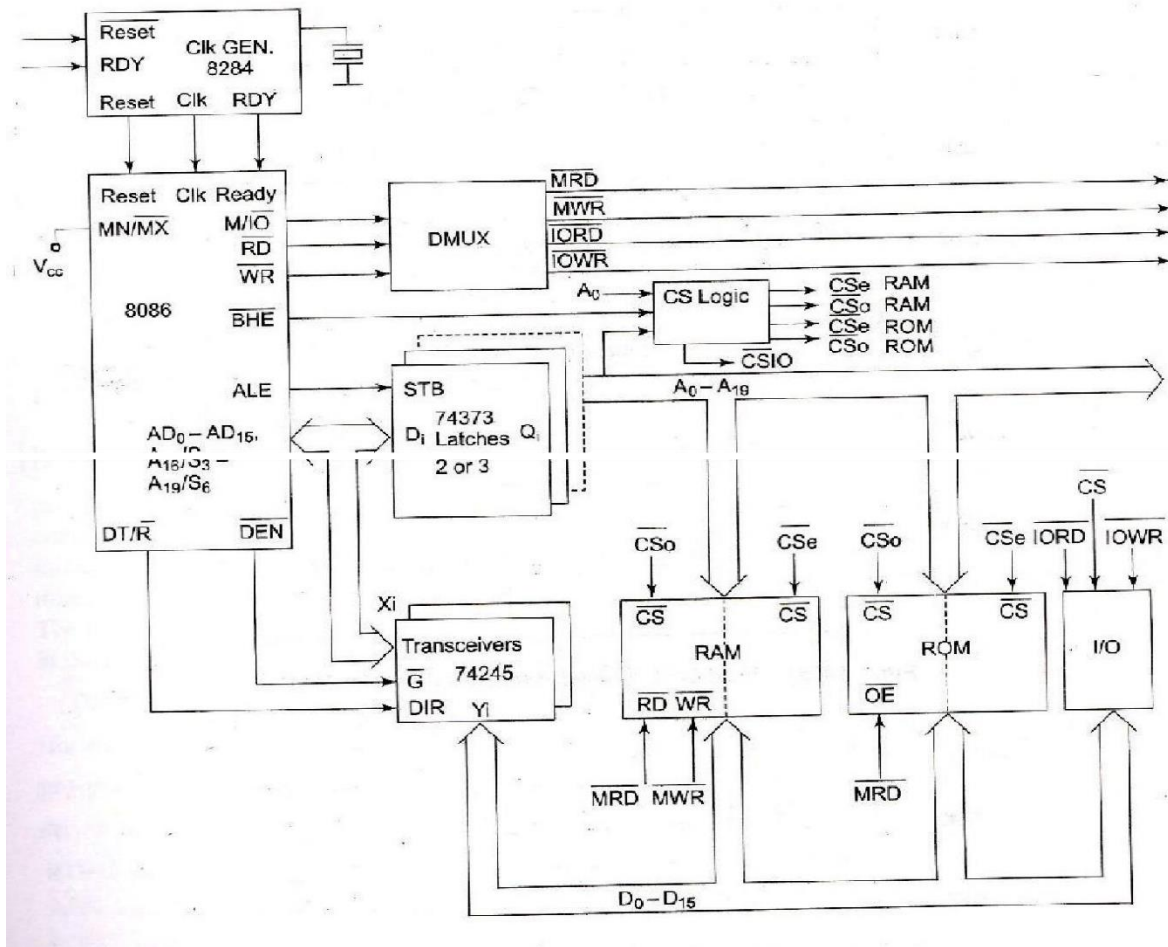 Reset
Clk GEN.
RDY
8284
Reset Clk RDY
Reset Clk Ready
MN/MX M/IO
RD
WR
Vcc
8086
BHE
ALE
AD0 – AD15,
A16/S3 –
A19/S6
DT/R DEN
DMUX
MRD
MWR
IORD
IOWR
A0
CS Logic
CSe RAM
CSo RAM
CSe ROM
CSo ROM
CSIO
A0 – A19
STB
74373
Di Latches Qi
2 or 3
Xi
Transceivers
G 74245
DIR Yi
CSo CSe
CS CS
RAM
RD WR
MRD MWR
CSo CSe
CS CS
ROM
OE
MRD
CS
IORD IOWR
I/O
D0 – D15